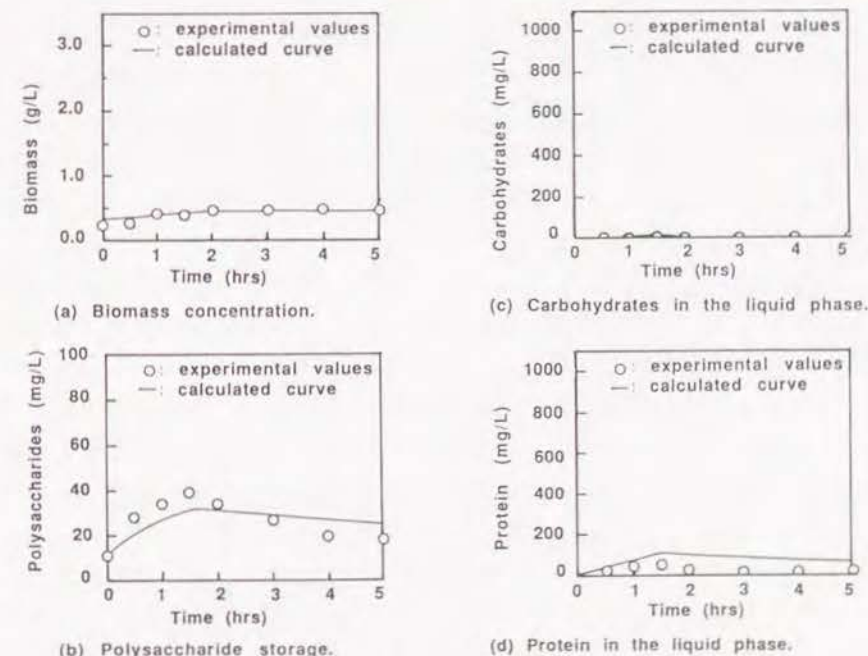 3.0
2.0
1.0
0.0
Biomass (g/L)
O: experimental values
—: calculated curve
0 1 2 3 4 5
Time (hrs)
(a) Biomass concentration.
1000
800
600
400
200
0
Carbohydrates (mg/L)
O: experimental values
—: calculated curve
0 1 2 3 4 5
Time (hrs)
(c) Carbohydrates in the liquid phase.
100
80
60
40
20
0
Polysaccharides (mg/L)
O: experimental values
—: calculated curve
0 1 2 3 4 5
Time (hrs)
(b) Polysaccharide storage.
1000
800
600
400
200
0
Protein (mg/L)
O: experimental values
—: calculated curve
0 1 2 3 4 5
Time (hrs)
(d) Protein in the liquid phase.